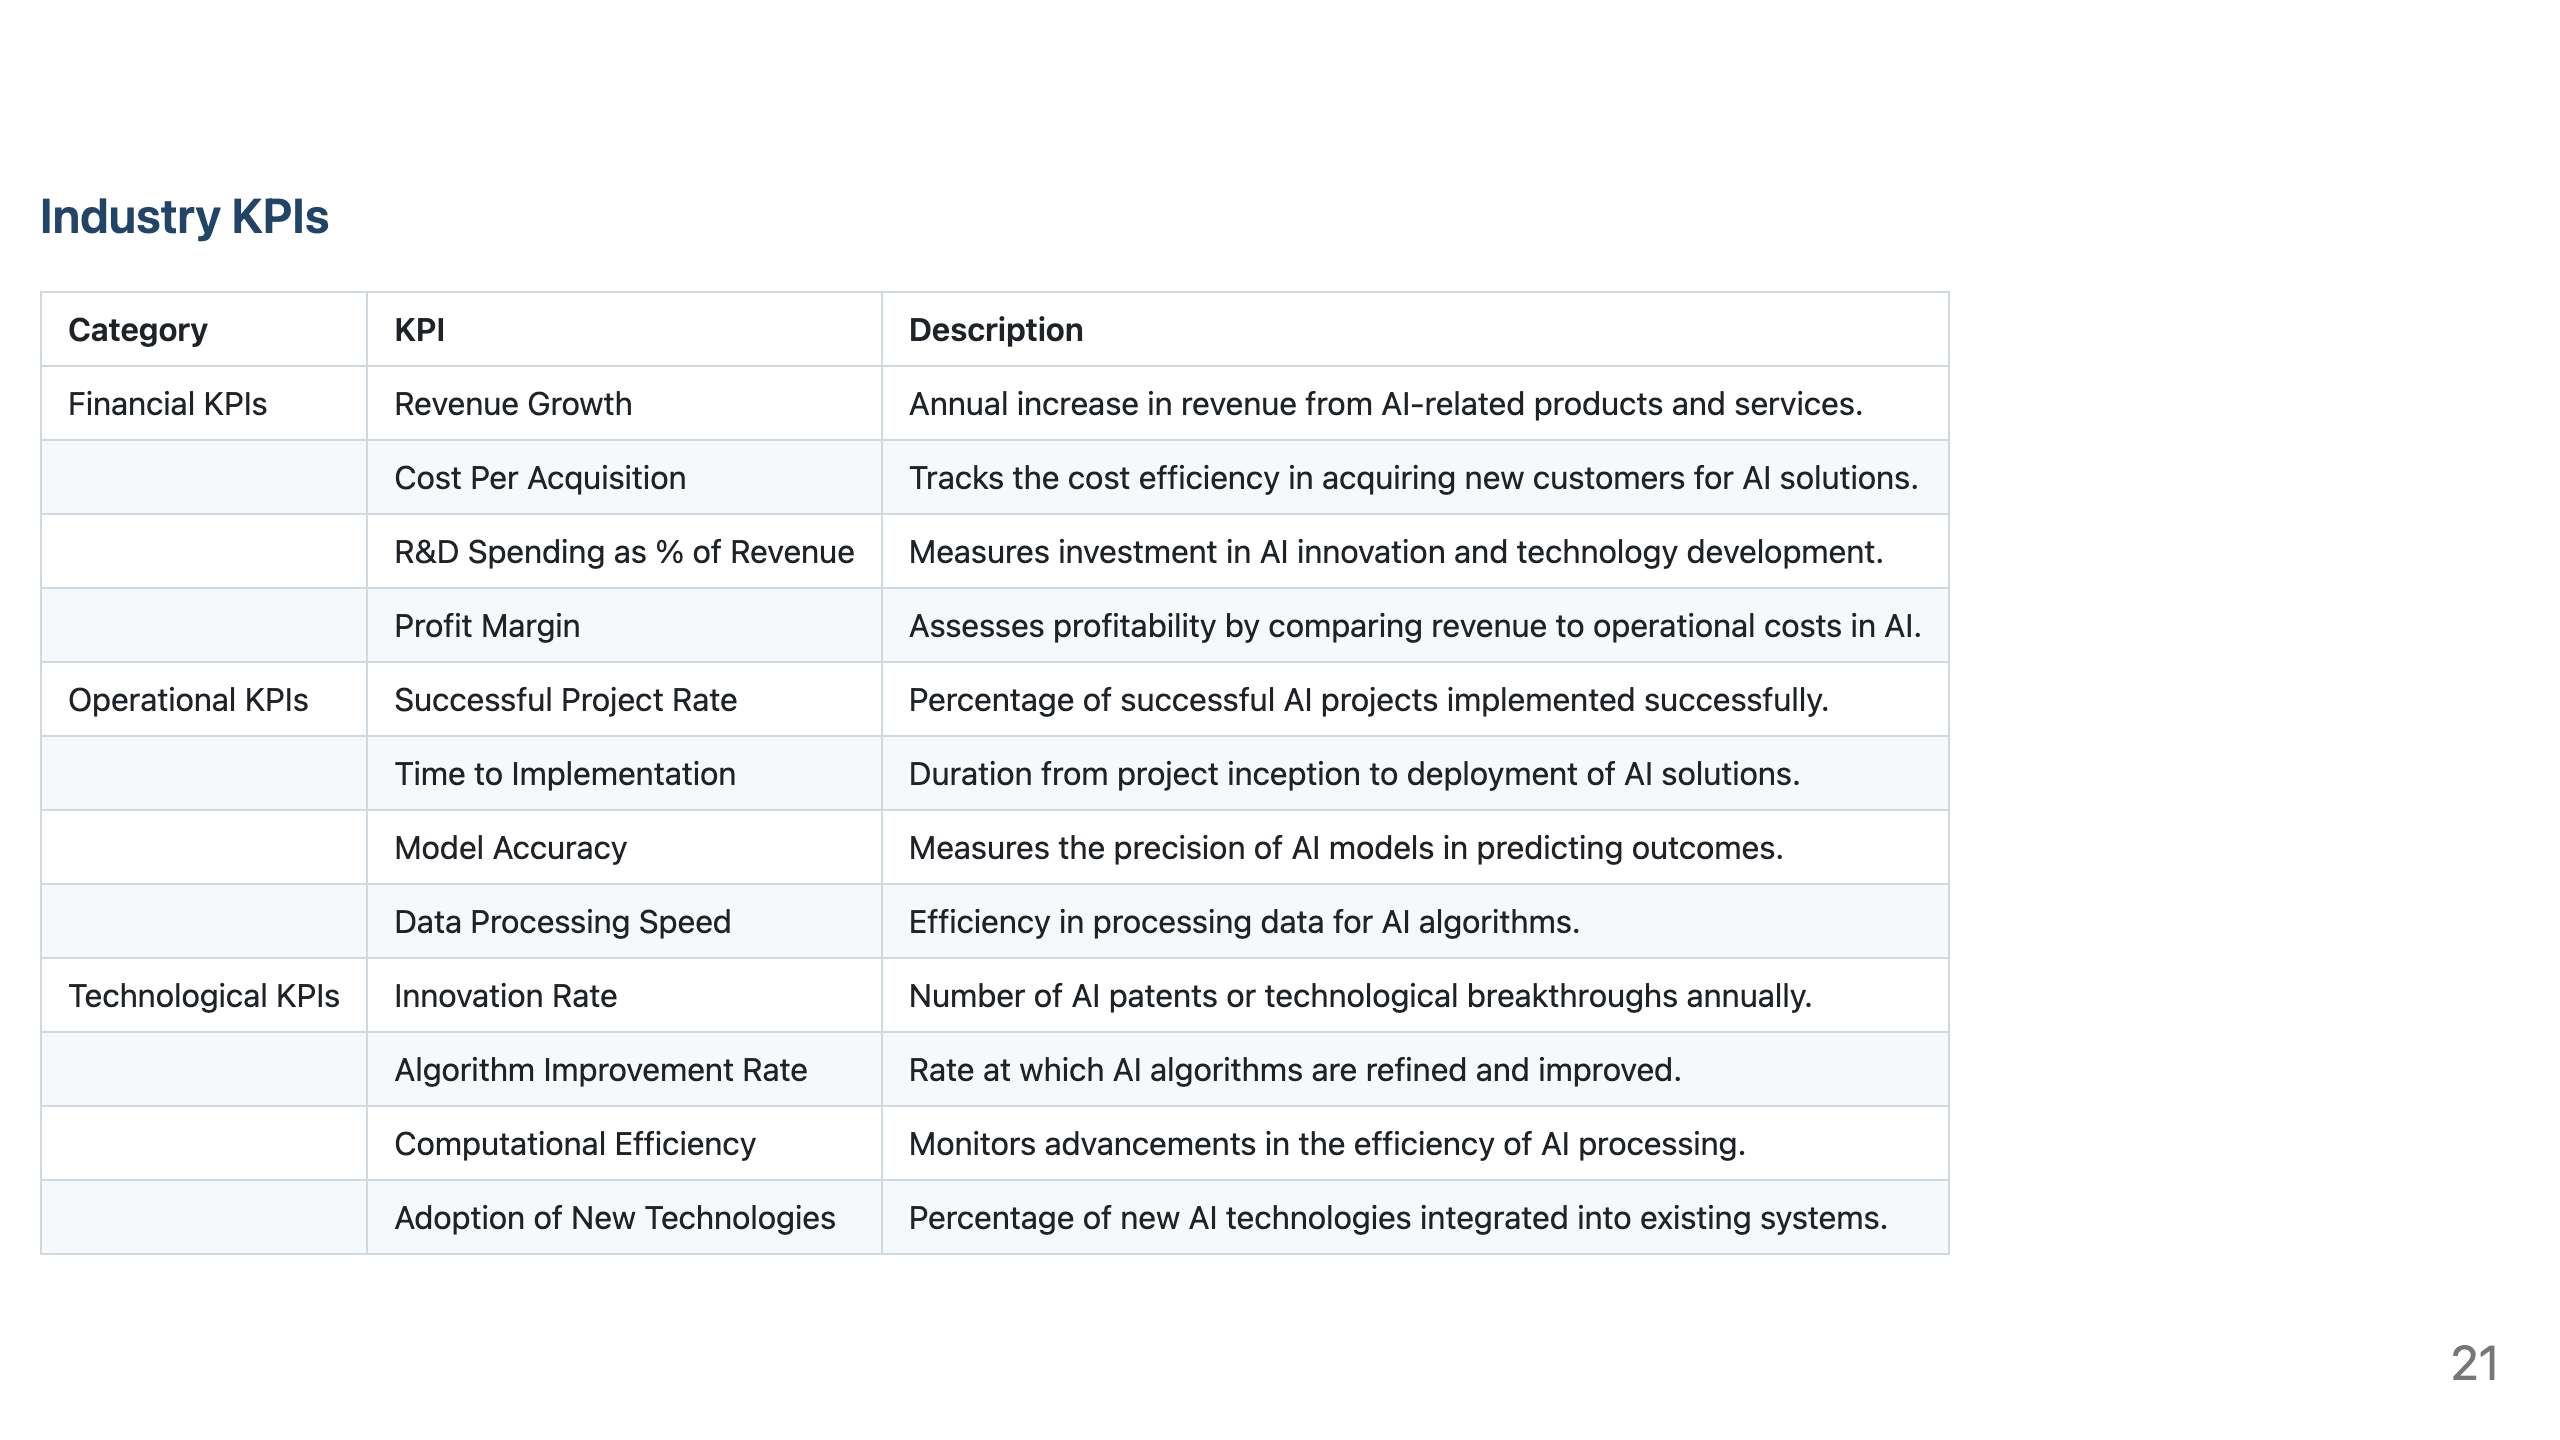 Industry KPIs
Category KPI Description
Financial KPIs Revenue Growth Annual increase in revenue from AI-related products and services.
Cost Per Acquisition Tracks the cost efficiency in acquiring new customers for AI solutions.
R&D Spending as % of Revenue Measures investment in AI innovation and technology development.
Profit Margin Assesses profitability by comparing revenue to operational costs in AI.
Operational KPIs Successful Project Rate Percentage of successful AI projects implemented successfully.
Time to Implementation Duration from project inception to deployment of AI solutions.
Model Accuracy Measures the precision of AI models in predicting outcomes.
Data Processing Speed Efficiency in processing data for AI algorithms.
Technological KPIs Innovation Rate Number of AI patents or technological breakthroughs annually.
Algorithm Improvement Rate Rate at which AI algorithms are refined and improved.
Computational Efficiency Monitors advancements in the efficiency of AI processing.
Adoption of New Technologies Percentage of new AI technologies integrated into existing systems.
21